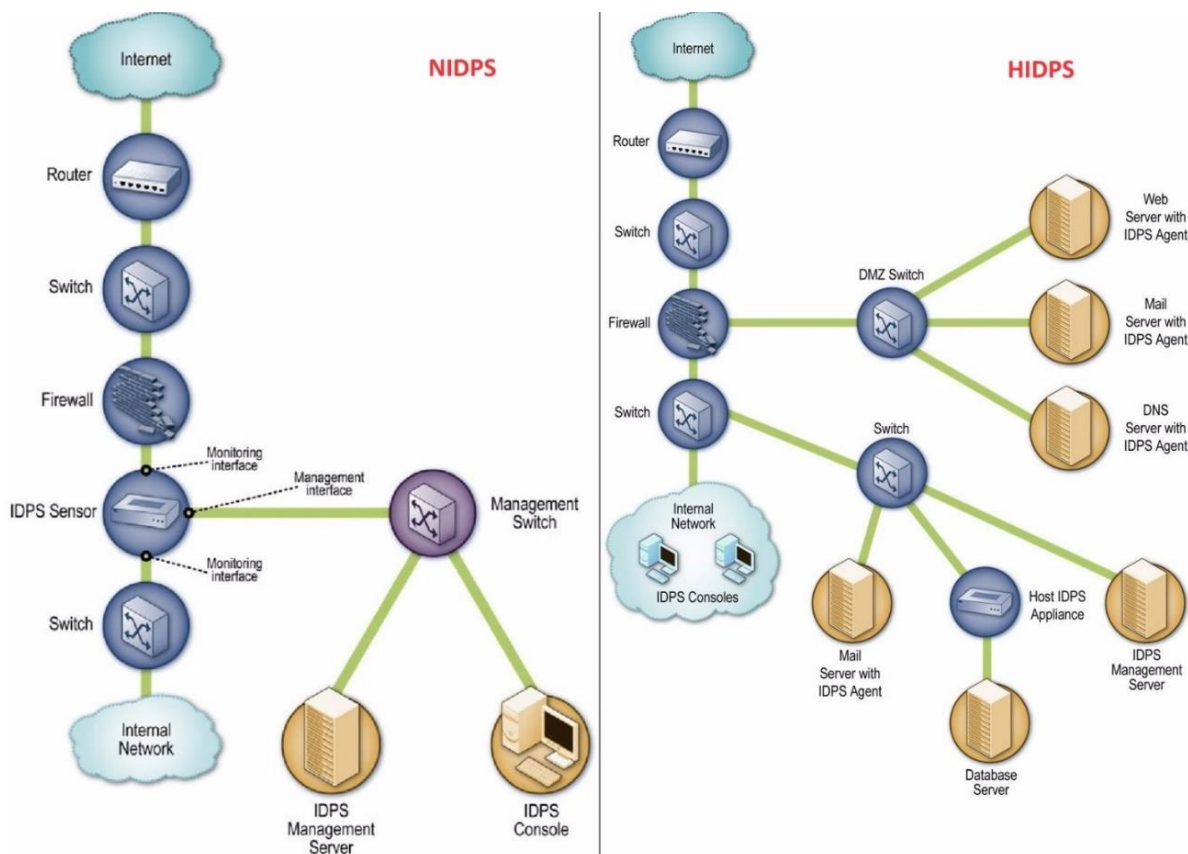 NIDPS
Internet
Router
Switch
Firewall
Monitoring
interface
Management
interface
IDPS Sensor
Management
Switch
Monitoring
interface
Switch
Internal
Network
IDPS
Management
Server
IDPS
Console
HIDPS
Internet
Router
Switch
Firewall
DMZ Switch
Web
Server with
IDPS Agent
Mail
Server with
IDPS Agent
DNS
Server with
IDPS Agent
Switch
Switch
Internal
Network
IDPS Consoles
Mail
Server with
IDPS Agent
Host IDPS
Appliance
IDPS
Management
Server
Database
Server